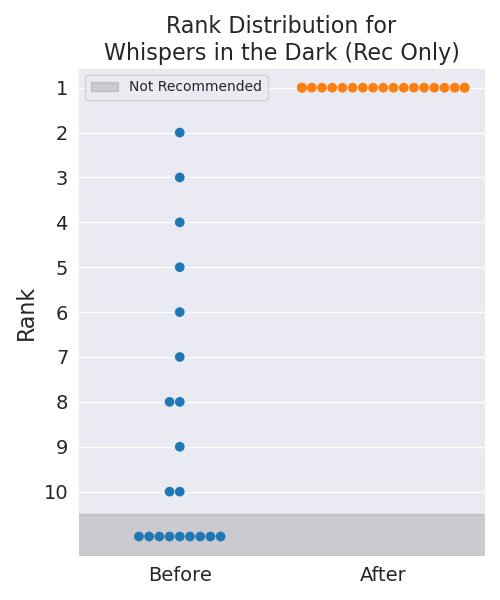 Rank Distribution for
Whispers in the Dark (Rec Only)
Not Recommended
1
2
3
4
5
6
7
8
9
10
Rank
Before After